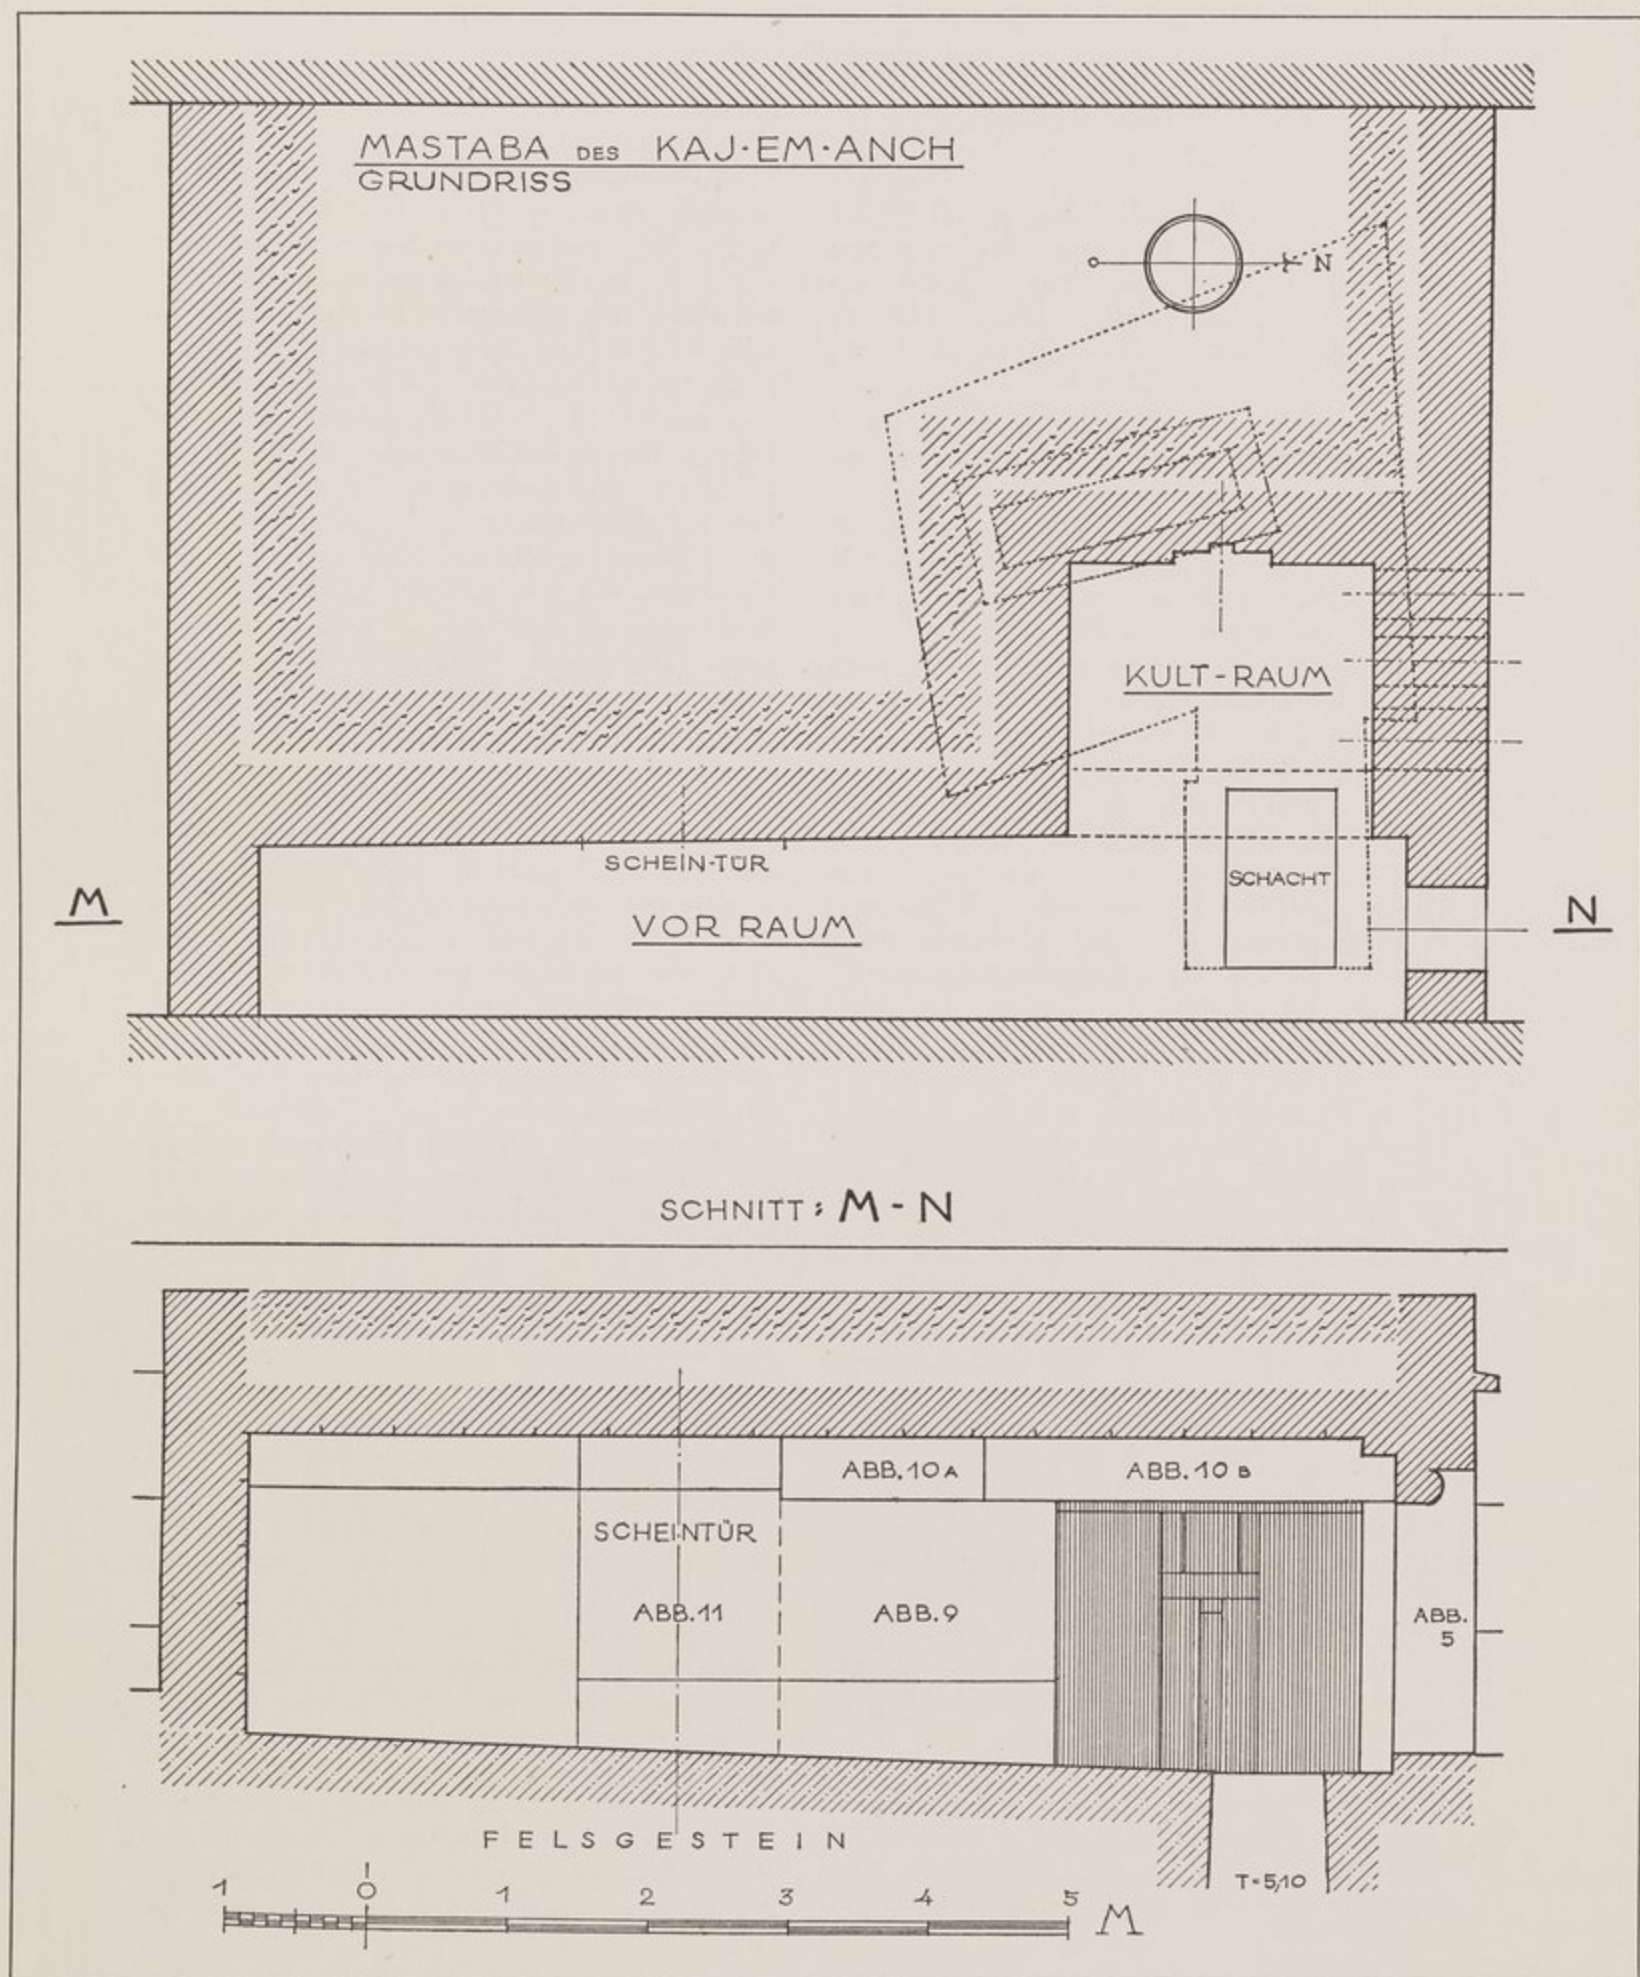 MASTABA DES KAJ·EM·ANCH
GRUNDRISS
N
KULT-RAUM
SCHEIN-TÜR
SCHACHT
M
VOR RAUM
N
SCHNITT: M - N
ABB. 10 A
ABB. 10 B
SCHEINTÜR
ABB. 11
ABB. 9
ABB.
5
FELSGESTEIN
T=5,10
1 0 1 2 3 4 5 M